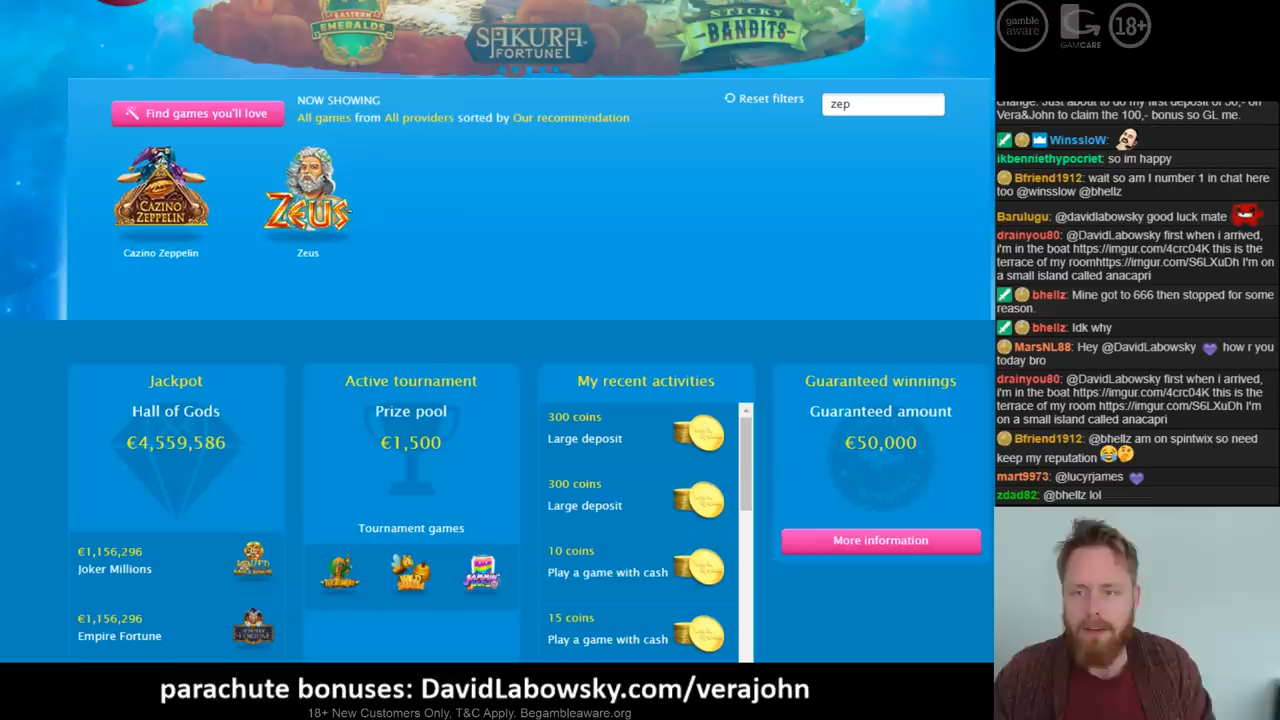 EASTERN
EMERALDS
SAKURA
FORTUNE
STICKY
BANDITS
Find games you'll love
NOW SHOWING
All games from All providers sorted by Our recommendation
Reset filters
zep
CAZINO
ZEPPELIN
ZEUS
Cazino Zeppelin
Zeus
Jackpot
Hall of Gods
€4,559,586
€1,156,296
Joker Millions
€1,156,296
Empire Fortune
Active tournament
Prize pool
€1,500
Tournament games
My recent activities
300 coins
Large deposit
300 coins
Large deposit
10 coins
Play a game with cash
15 coins
Play a game with cash
Guaranteed winnings
Guaranteed amount
€50,000
More information
gamble
aware
GAMCARE
18+
change. Just about to do my first deposit of 50,- on
Vera&John to claim the 100,- bonus so GL me.
WinssloW:
ikbenniethypocriet: so im happy
Bfriend1912: wait so am I number 1 in chat here
too @winsslow @bhellz
Barulugu: @davidlabowsky good luck mate
drainyou80: @DavidLabowsky first when i arrived,
i'm in the boat https://imgur.com/4crc04K this is the
terrace of my roomhttps://imgur.com/S6LXuDh I'm on
a small island called anacapri
bhellz: Mine got to 666 then stopped for some
reason.
bhellz: Idk why
MarsNL88: Hey @DavidLabowsky how r you
today bro
drainyou80: @DavidLabowsky first when i arrived,
i'm in the boat https://imgur.com/4crc04K this is the
terrace of my room https://imgur.com/S6LXuDh I'm
on a small island called anacapri
Bfriend1912: @bhellz am on spintwix so need
keep my reputation
mart9973: @lucyrjames
zdad82: @bhellz lol
parachute bonuses: DavidLabowsky.com/verajohn
18+ New Customers Only, T&C Apply. Begambleaware.org